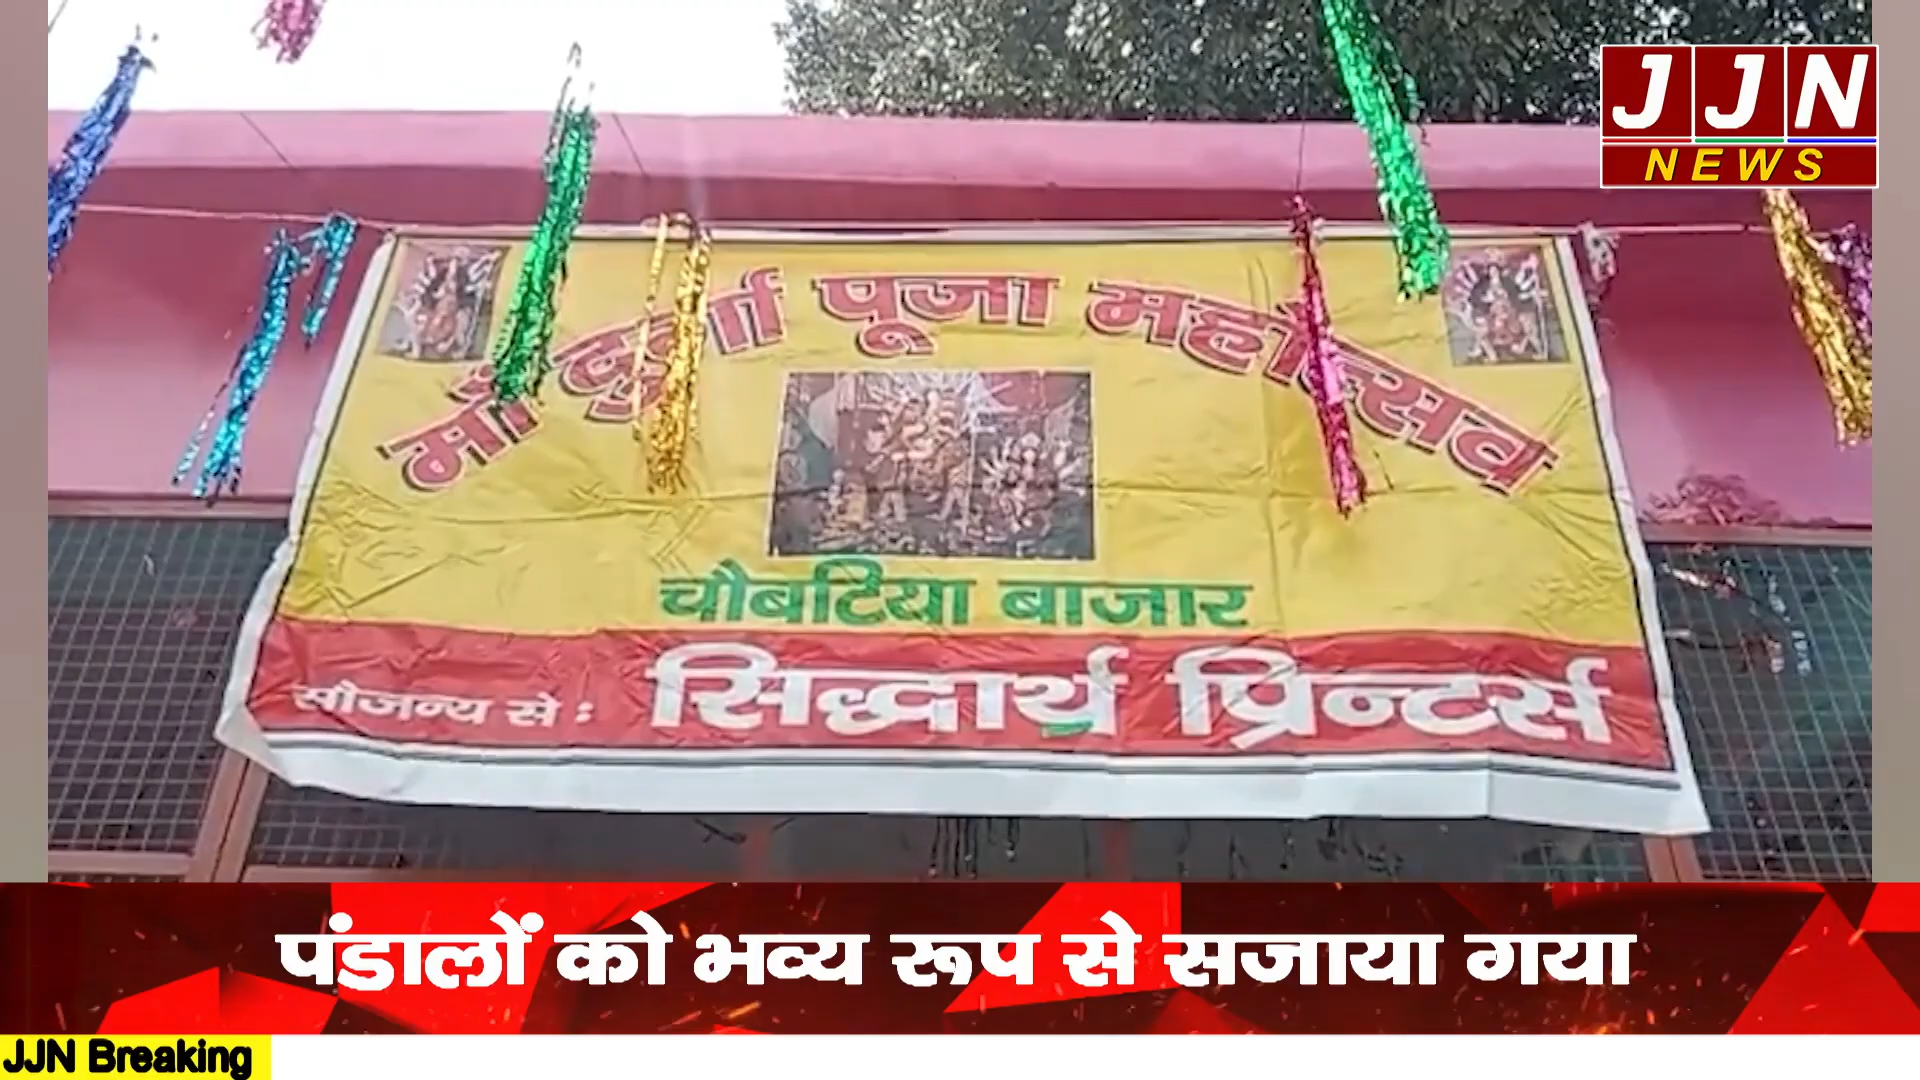 JJN
NEWS
माँ दुर्गा पूजा महोत्सव
चौबटिया बाजार
सौजन्य से : सिद्धार्थ प्रिन्टर्स
पंडालों को भव्य रूप से सजाया गया
JJN Breaking